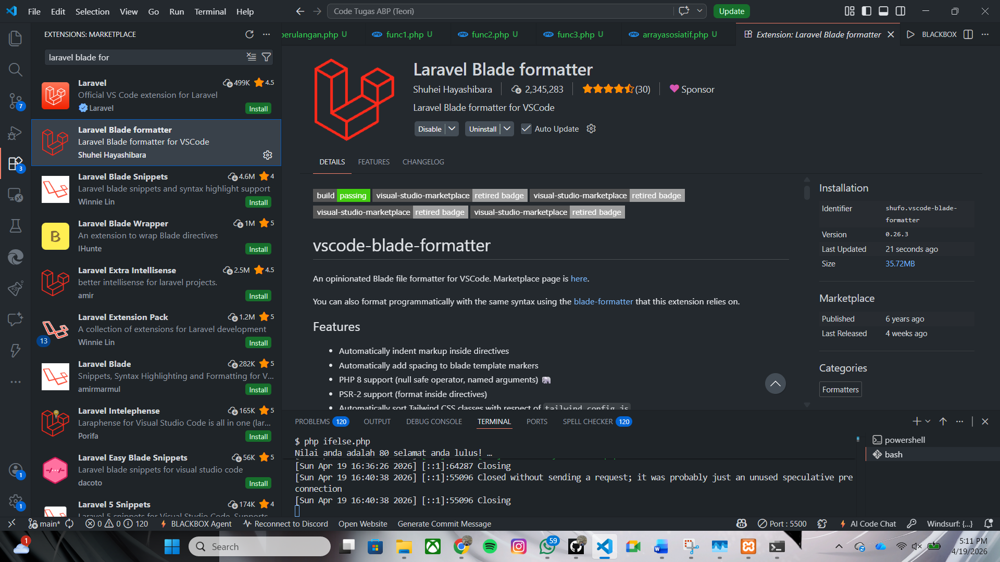 File Edit Selection View Go Run Terminal Help
Code Tugas ABP (Teori)
Update
EXTENSIONS: MARKETPLACE
perulangan.php U
func1.php U
func2.php U
func3.php U
arrayasosiatif.php U
Extension: Laravel Blade formatter
BLACKBOX
laravel blade for
Laravel 499K 4.5
Official VS Code extension for Laravel
Laravel
Install
Laravel Blade formatter
Laravel Blade formatter for VSCode
Shuhei Hayashibara
Laravel Blade Snippets 4.6M 4
Laravel blade snippets and syntax highlight support
Winnie Lin
Install
Laravel Blade Wrapper 1M 5
An extension to wrap Blade directives
IHunte
Install
B
Laravel Extra Intellisense 2.5M 4.5
better intellisense for laravel projects.
amir
Install
Laravel Extension Pack 1.2M 5
A collection of extensions for Laravel development
Winnie Lin
Install
13
Laravel Blade 282K 5
Snippets, Syntax Highlighting and Formatting for V...
amirmarmul
Install
Laravel Intelephense 165K 5
Laraphense for Visual Studio Code is all in one (lar...
Porifa
Install
Laravel Easy Blade Snippets 56K 5
Laravel blade snippets for visual studio code
dacoto
Install
Laravel 5 Snippets 174K 4
Laravel 5 snippets for Visual Studio Code. Supports
7
3
1
1
Laravel Blade formatter
Shuhei Hayashibara 2,345,283 (30) Sponsor
Laravel Blade formatter for VSCode
Disable Uninstall Auto Update
DETAILS FEATURES CHANGELOG
build passing visual-studio-marketplace retired badge visual-studio-marketplace retired badge
visual-studio-marketplace retired badge visual-studio-marketplace retired badge
vscode-blade-formatter
An opinionated Blade file formatter for VSCode. Marketplace page is here.
You can also format programmatically with the same syntax using the blade-formatter that this extension relies on.
Features
• Automatically indent markup inside directives
• Automatically add spacing to blade template markers
• PHP 8 support (null safe operator, named arguments)
• PSR-2 support (format inside directives)
• Automatically sort Tailwind CSS classes with respect of tailwind.config.js
Installation
Identifier shufo.vscode-blade-
formatter
Version 0.26.3
Last Updated 21 seconds ago
Size 35.72MB
Marketplace
Published 6 years ago
Last Released 4 weeks ago
Categories
Formatters
PROBLEMS 120 OUTPUT DEBUG CONSOLE TERMINAL PORTS SPELL CHECKER 120
$ php ifelse.php
Nilai anda adalah 80 selamat anda lulus! …
[Sun Apr 19 16:36:26 2026] [::1]:64287 Closing
[Sun Apr 19 16:40:38 2026] [::1]:55096 Closed without sending a request; it was probably just an unused speculative pre
connection
[Sun Apr 19 16:40:38 2026] [::1]:55096 Closing
powershell
bash
main* 0 0 120 BLACKBOX Agent Reconnect to Discord Open Website Generate Commit Message
Port : 5500 AI Code Chat Windsurf: {...}
1
Search
59
5:11 PM
4/19/2026